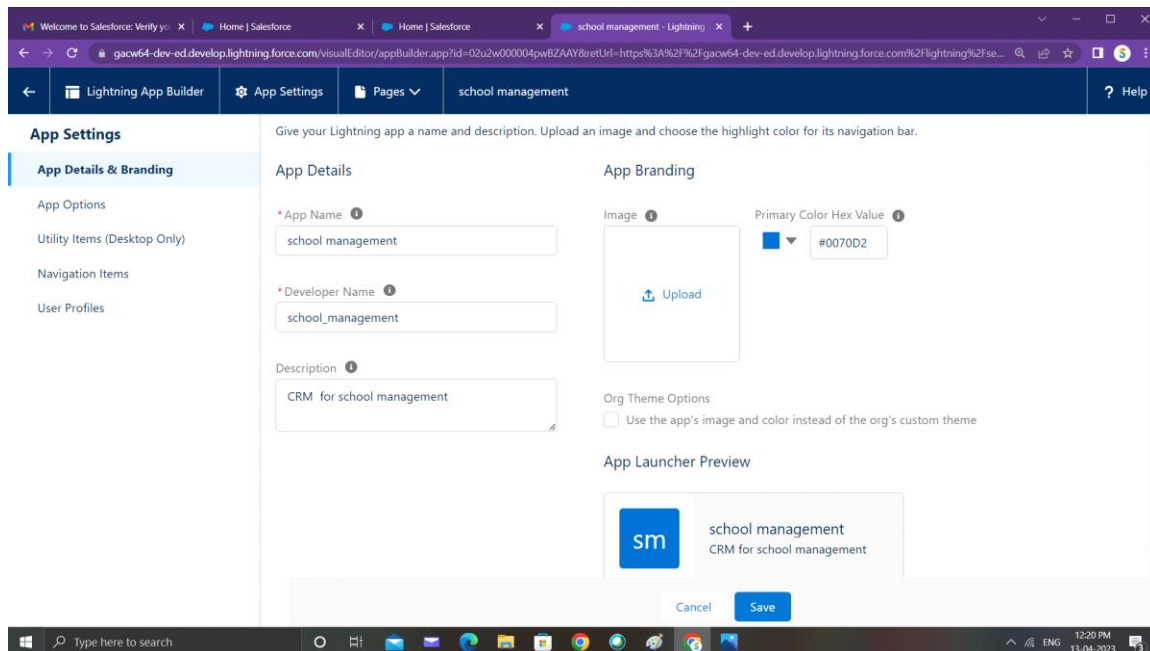 Welcome to Salesforce: Verify yo
Home | Salesforce
Home | Salesforce
school management - Lightning
gacw64-dev-ed.develop.lightning.force.com/visualEditor/appBuilder.app?id=02u2w000004pwBZAAY&retUrl=https%3A%2F%2Fgacw64-dev-ed.develop.lightning.force.com%2Flightning%2Fse...
S
Lightning App Builder
App Settings
Pages
school management
? Help
App Settings
App Details & Branding
App Options
Utility Items (Desktop Only)
Navigation Items
User Profiles
Give your Lightning app a name and description. Upload an image and choose the highlight color for its navigation bar.
App Details
*App Name
school management
*Developer Name
school_management
Description
CRM for school management
App Branding
Image
Upload
Primary Color Hex Value
#0070D2
Org Theme Options
Use the app's image and color instead of the org's custom theme
App Launcher Preview
sm
school management
CRM for school management
Cancel
Save
Type here to search
ENG
12:20 PM
13-04-2023